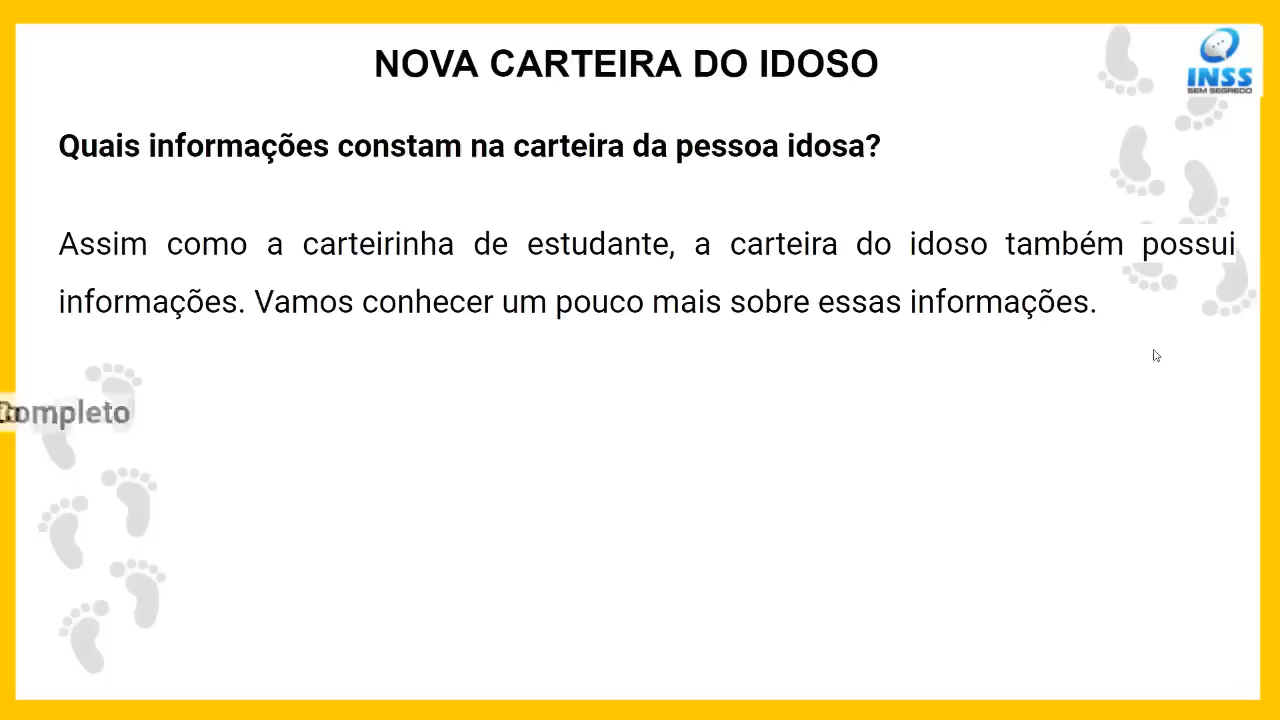 NOVA CARTEIRA DO IDOSO
INSS
SEM SEGREDO
Quais informações constam na carteira da pessoa idosa?
Assim como a carteirinha de estudante, a carteira do idoso também possui
informações. Vamos conhecer um pouco mais sobre essas informações.
Completo